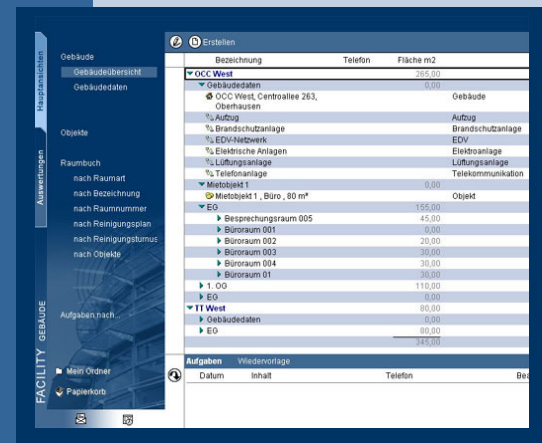 Hauptansichten
Auswertungen
FACILITY GEBÄUDE
Gebäude
Gebäudeübersicht
Gebäudedaten
Objekte
Raumbuch
nach Raumart
nach Bezeichnung
nach Raumnummer
nach Reinigungsplan
nach Reinigungsturnus
nach Objekte
Aufgaben nach...
Mein Ordner
Papierkorb
Erstellen
Bezeichnung Telefon Fläche m2
OCC West 265,00
Gebäudedaten 0,00
OCC West, Centroallee 263, Gebäude
Oberhausen
Aufzug Aufzug
Brandschutzanlage Brandschutzanlage
EDV-Netzwerk EDV
Elektrische Anlagen Elektroanlage
Lüftungsanlage Lüftungsanlage
Telefonanlage Telekommunikation
Mietobjekt 1 0,00
Mietobjekt 1 , Büro , 80 m² Objekt
EG 155,00
Besprechungsraum 005 45,00
Büroraum 001 0,00
Büroraum 002 20,00
Büroraum 003 30,00
Büroraum 004 30,00
Büroraum 01 30,00
1. OG 110,00
EG 0,00
TT West 80,00
Gebäudedaten 0,00
EG 80,00
345,00
Aufgaben Wiedervorlage
Datum Inhalt Telefon Bea